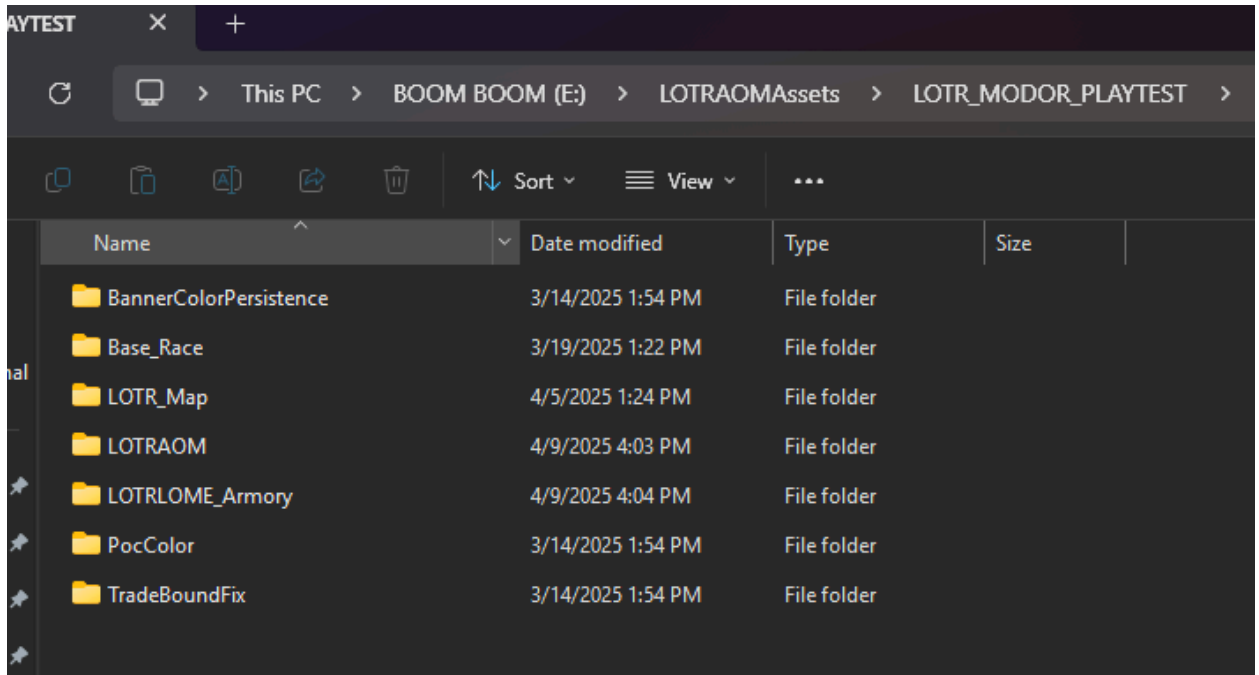 AYTEST
This PC > BOOM BOOM (E:) > LOTRAOMAssets > LOTR_MODOR_PLAYTEST >
Sort View
Name Date modified Type Size
BannerColorPersistence 3/14/2025 1:54 PM File folder
Base_Race 3/19/2025 1:22 PM File folder
nal
LOTR_Map 4/5/2025 1:24 PM File folder
LOTRAOM 4/9/2025 4:03 PM File folder
LOTRLOME_Armory 4/9/2025 4:04 PM File folder
PocColor 3/14/2025 1:54 PM File folder
TradeBoundFix 3/14/2025 1:54 PM File folder